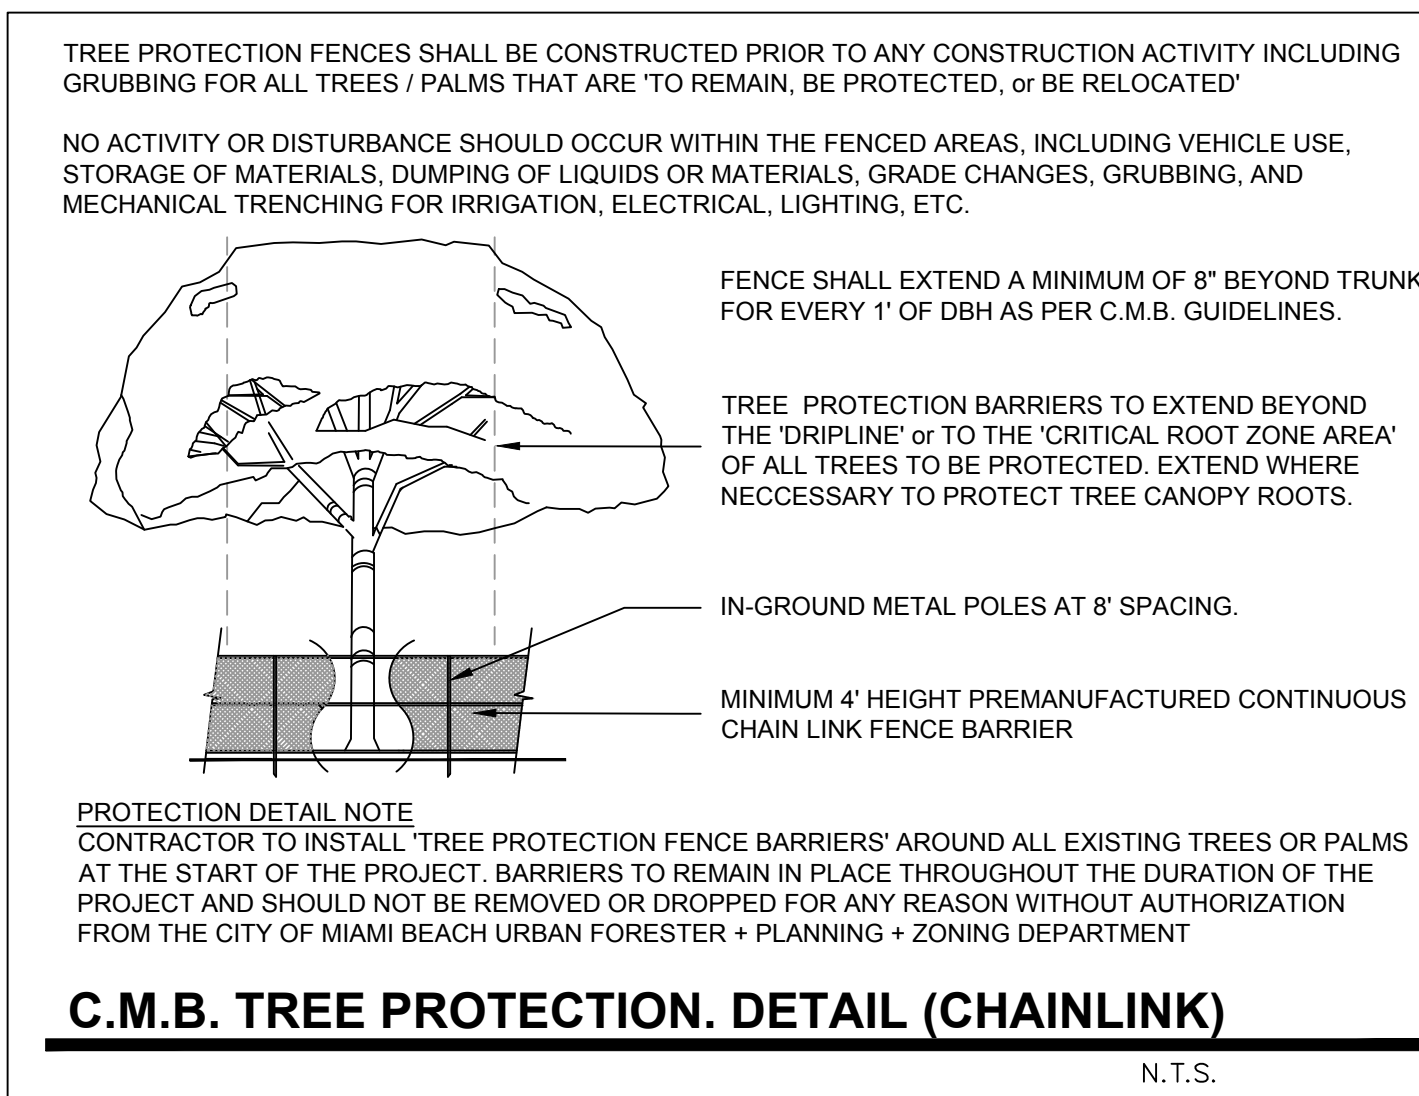 TREE PROTECTION FENCES SHALL BE CONSTRUCTED PRIOR TO ANY CONSTRUCTION ACTIVITY INCLUDING
GRUBBING FOR ALL TREES / PALMS THAT ARE 'TO REMAIN, BE PROTECTED, or BE RELOCATED'
NO ACTIVITY OR DISTURBANCE SHOULD OCCUR WITHIN THE FENCED AREAS, INCLUDING VEHICLE USE,
STORAGE OF MATERIALS, DUMPING OF LIQUIDS OR MATERIALS, GRADE CHANGES, GRUBBING, AND
MECHANICAL TRENCHING FOR IRRIGATION, ELECTRICAL, LIGHTING, ETC.
FENCE SHALL EXTEND A MINIMUM OF 8" BEYOND TRUNK
FOR EVERY 1' OF DBH AS PER C.M.B. GUIDELINES.
TREE PROTECTION BARRIERS TO EXTEND BEYOND
THE 'DRIPLINE' or TO THE 'CRITICAL ROOT ZONE AREA'
OF ALL TREES TO BE PROTECTED. EXTEND WHERE
NECCESSARY TO PROTECT TREE CANOPY ROOTS.
IN-GROUND METAL POLES AT 8' SPACING.
MINIMUM 4' HEIGHT PREMANUFACTURED CONTINUOUS
CHAIN LINK FENCE BARRIER
PROTECTION DETAIL NOTE
CONTRACTOR TO INSTALL 'TREE PROTECTION FENCE BARRIERS' AROUND ALL EXISTING TREES OR PALMS
AT THE START OF THE PROJECT. BARRIERS TO REMAIN IN PLACE THROUGHOUT THE DURATION OF THE
PROJECT AND SHOULD NOT BE REMOVED OR DROPPED FOR ANY REASON WITHOUT AUTHORIZATION
FROM THE CITY OF MIAMI BEACH URBAN FORESTER + PLANNING + ZONING DEPARTMENT
C.M.B. TREE PROTECTION. DETAIL (CHAINLINK)
N.T.S.